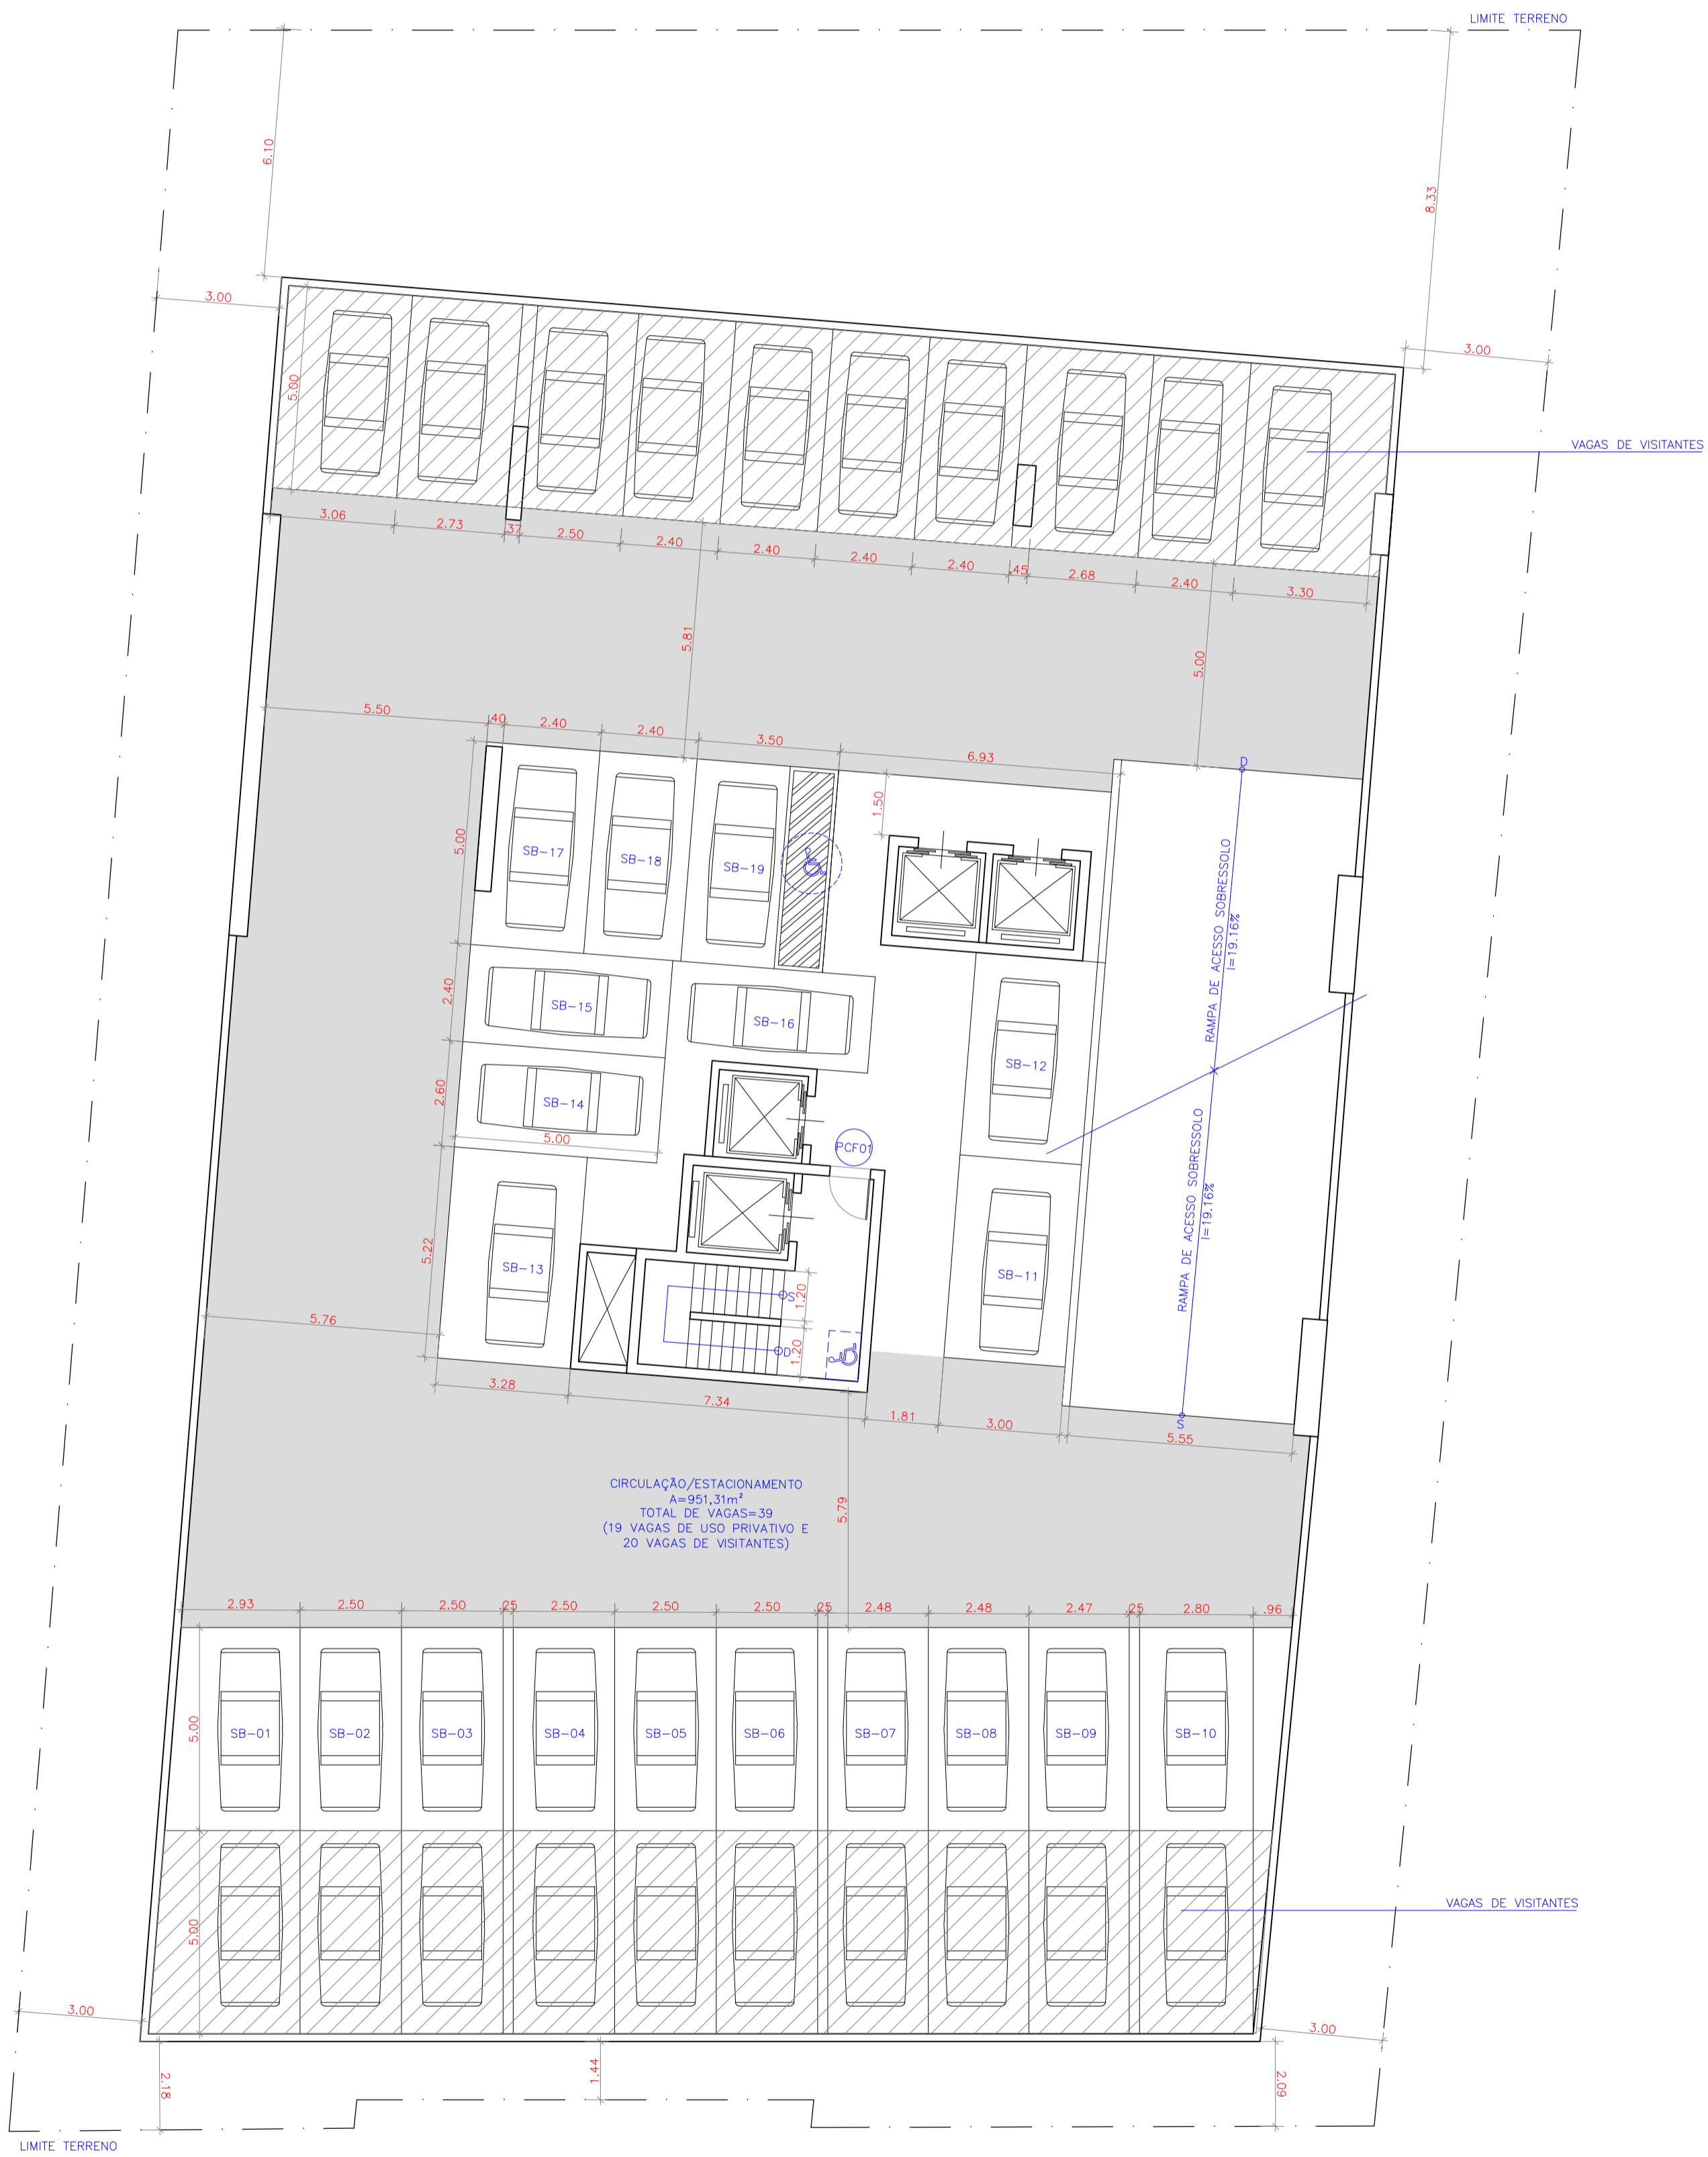 LIMITE TERRENO
6.10
8.33
3.00
3.00
VAGAS DE VISITANTES
5.00
3.06
2.73
.37
2.50
2.40
2.40
2.40
2.40
.45
2.68
2.40
3.30
5.81
5.00
5.50
.40
2.40
2.40
3.50
6.93
D
1.50
5.00
SB-17
SB-18
SB-19
RAMPA DE ACESSO SOBRESSOLO
I=19.16%
2.40
SB-15
SB-16
SB-12
2.60
SB-14
5.00
PCF01
RAMPA DE ACESSO SOBRESSOLO
I=19.16%
5.22
SB-13
SB-11
S
1.20
D
1.20
5.76
3.28
7.34
1.81
3.00
S
5.55
CIRCULAÇÃO/ESTACIONAMENTO
A=951,31m²
TOTAL DE VAGAS=39
(19 VAGAS DE USO PRIVATIVO E
20 VAGAS DE VISITANTES)
5.79
2.93
2.50
2.50
.25
2.50
2.50
2.50
.25
2.48
2.48
2.47
.25
2.80
.96
5.00
SB-01
SB-02
SB-03
SB-04
SB-05
SB-06
SB-07
SB-08
SB-09
SB-10
VAGAS DE VISITANTES
5.00
3.00
3.00
2.18
1.44
2.09
LIMITE TERRENO